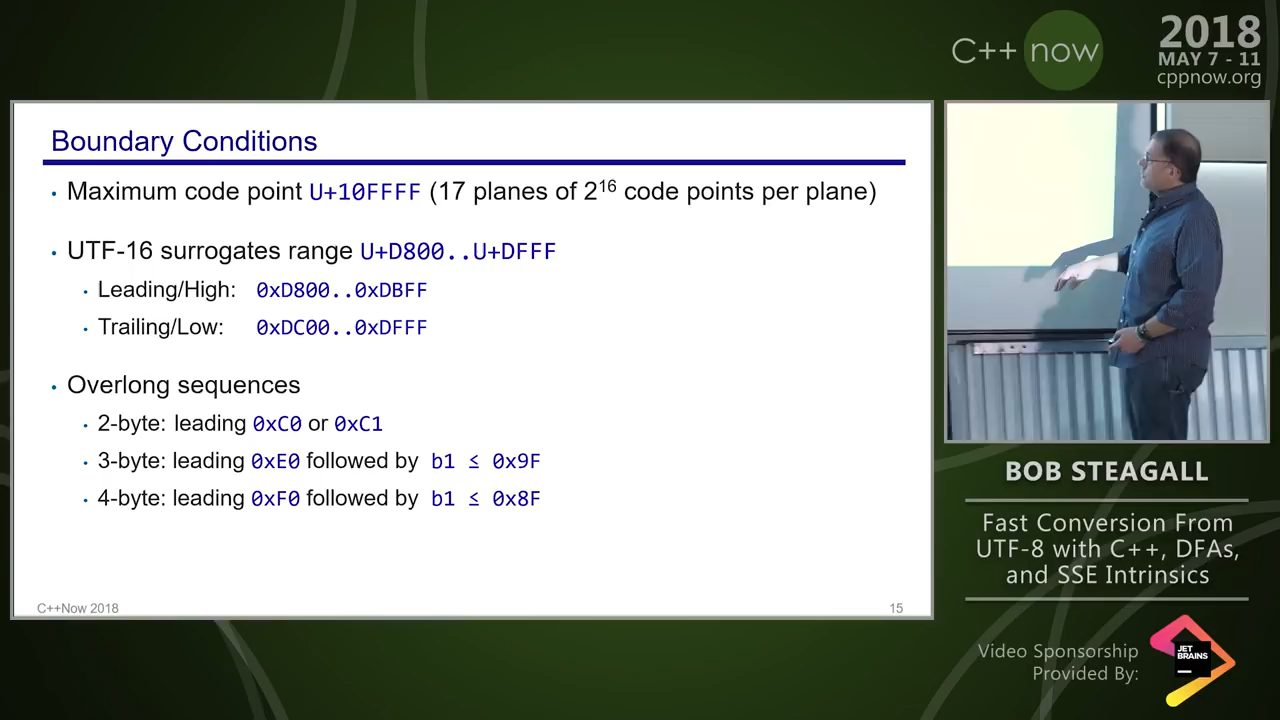 C++ now
2018
MAY 7 - 11
cppnow.org
Boundary Conditions
• Maximum code point U+10FFFF (17 planes of 2¹⁶ code points per plane)
• UTF-16 surrogates range U+D800..U+DFFF
• Leading/High: 0xD800..0xDBFF
• Trailing/Low: 0xDC00..0xDFFF
• Overlong sequences
• 2-byte: leading 0xC0 or 0xC1
• 3-byte: leading 0xE0 followed by b1 ≤ 0x9F
• 4-byte: leading 0xF0 followed by b1 ≤ 0x8F
C++Now 2018
15
BOB STEAGALL
Fast Conversion From
UTF-8 with C++, DFAs,
and SSE Intrinsics
Video Sponsorship
Provided By:
JET
BRAINS